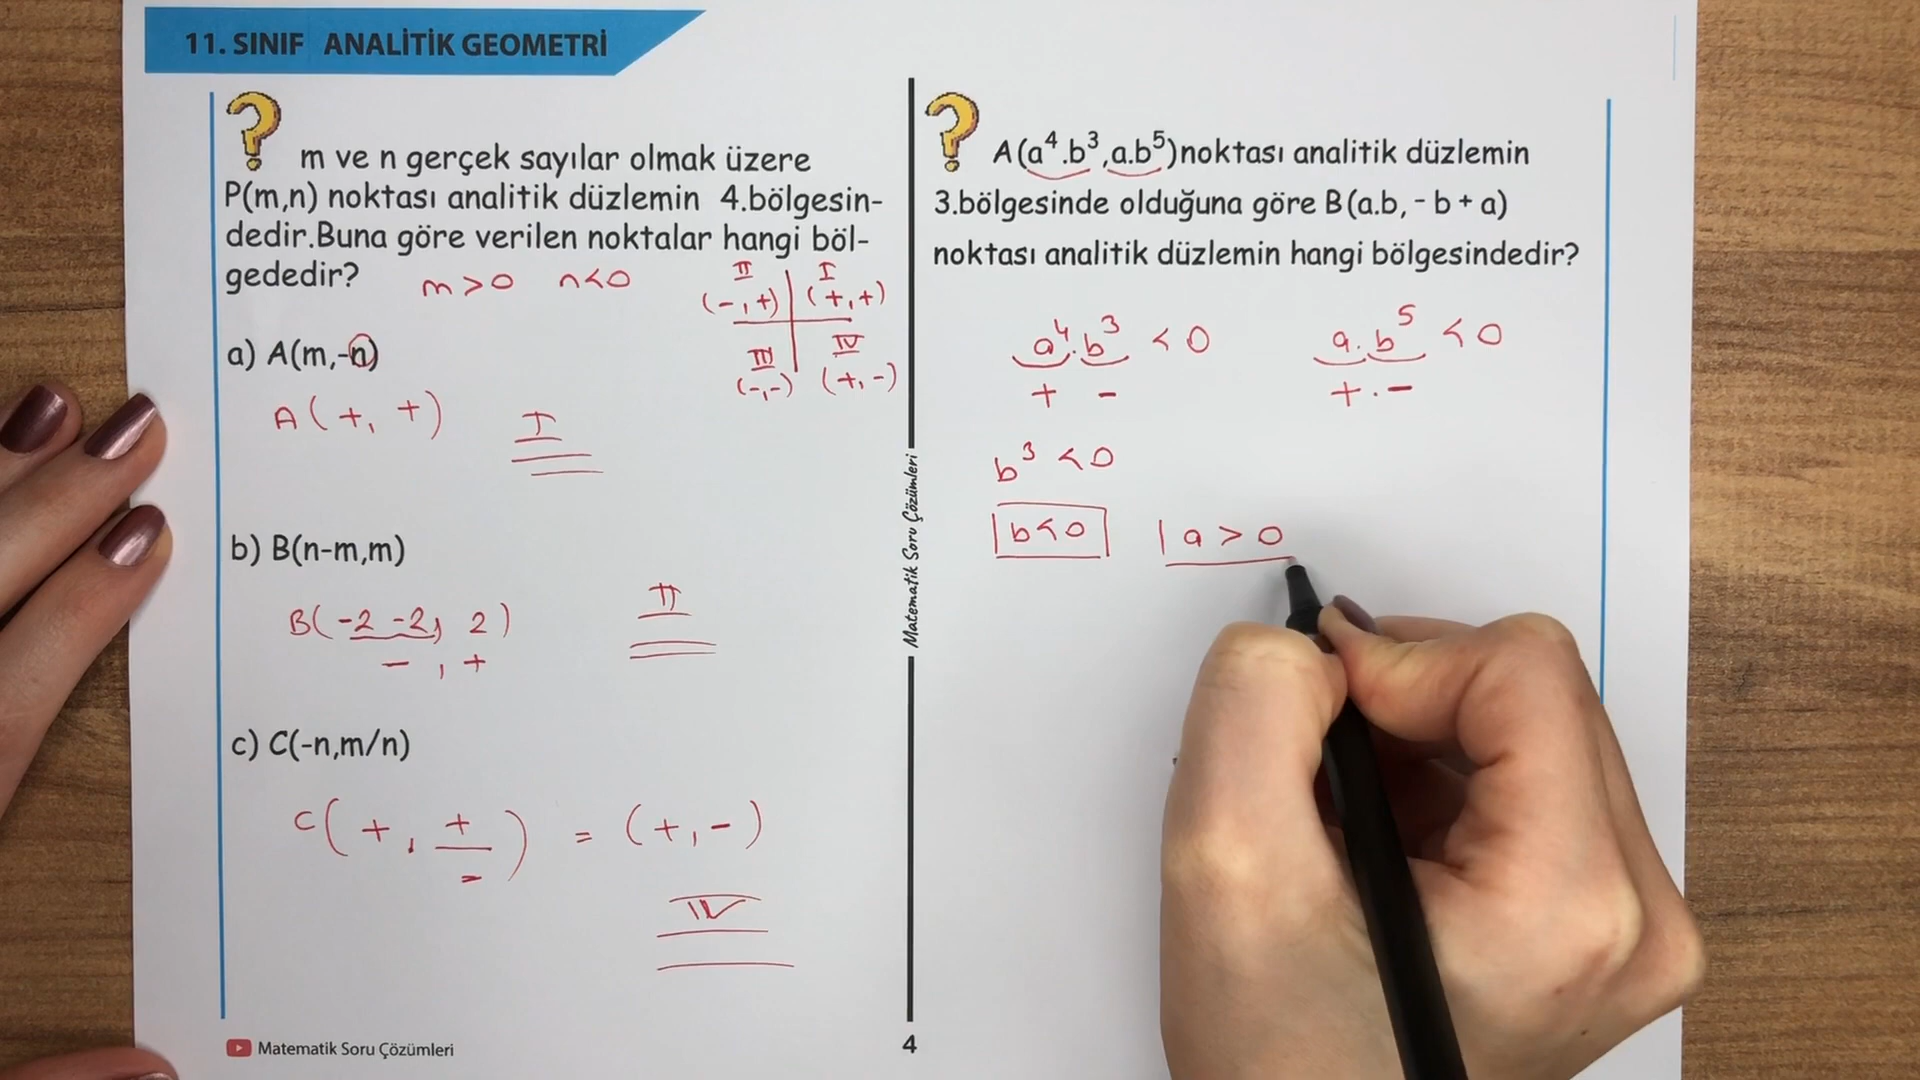 11. SINIF ANALİTİK GEOMETRİ
m ve n gerçek sayılar olmak üzere
P(m,n) noktası analitik düzlemin 4.bölgesin-
dedir.Buna göre verilen noktalar hangi böl-
gededir?
m > 0 n < 0
II I
(-,+) (+,+)
III IV
(-,-) (+,-)
a) A(m,-n)
A(+, +) I
b) B(n-m,m)
B(-2 -2, 2) II
- , +
c) C(-n,m/n)
C(+, +/-) = (+,-)
IV
Matematik Soru Çözümleri
Matematik Soru Çözümleri
4
A(a⁴.b³,a.b⁵)noktası analitik düzlemin
3.bölgesinde olduğuna göre B(a.b, - b + a)
noktası analitik düzlemin hangi bölgesindedir?
a⁴.b³ < 0 a.b⁵ < 0
+ - + . -
b³ < 0
b < 0 a > 0